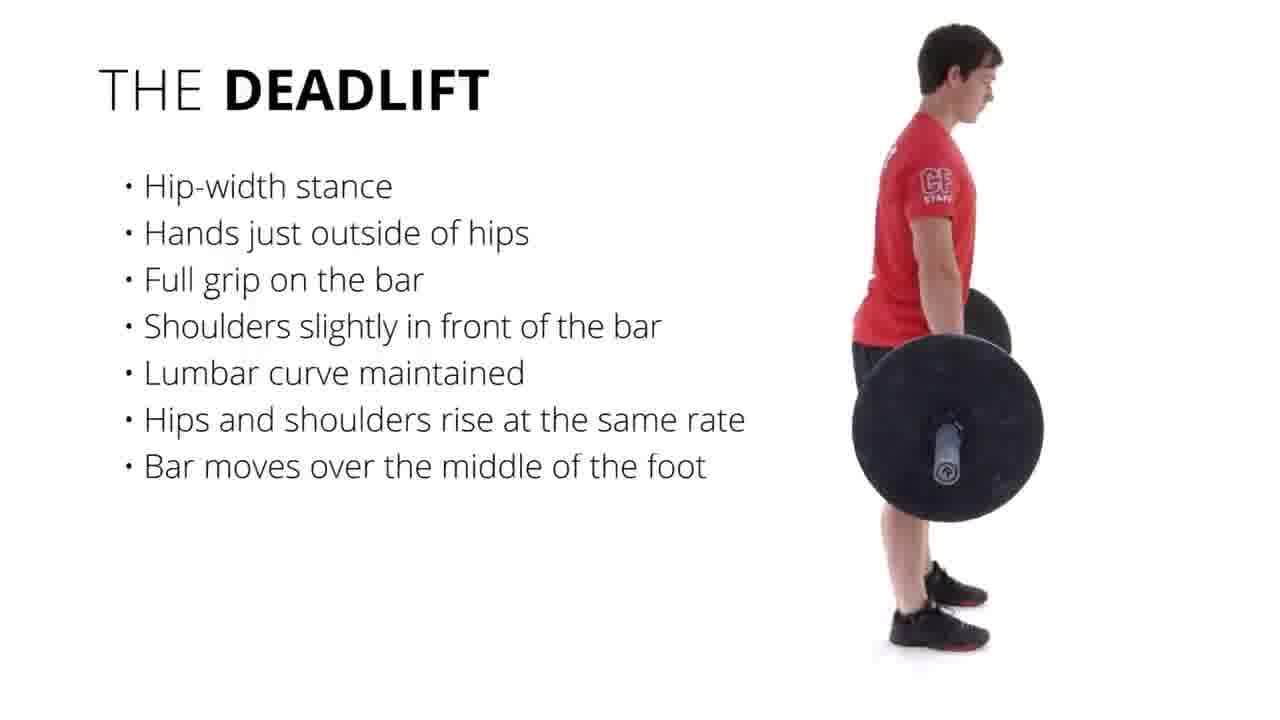 THE DEADLIFT
• Hip-width stance
• Hands just outside of hips
• Full grip on the bar
• Shoulders slightly in front of the bar
• Lumbar curve maintained
• Hips and shoulders rise at the same rate
• Bar moves over the middle of the foot
CF
STAFF